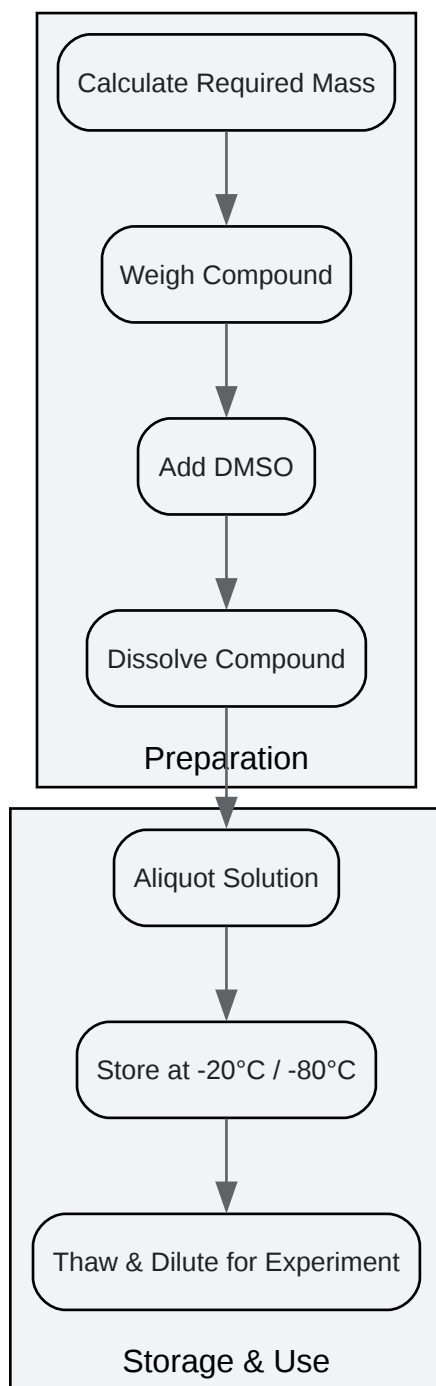 Calculate Required Mass
Weigh Compound
Add DMSO
Dissolve Compound
Preparation
Aliquot Solution
Store at -20°C / -80°C
Thaw & Dilute for Experiment
Storage & Use